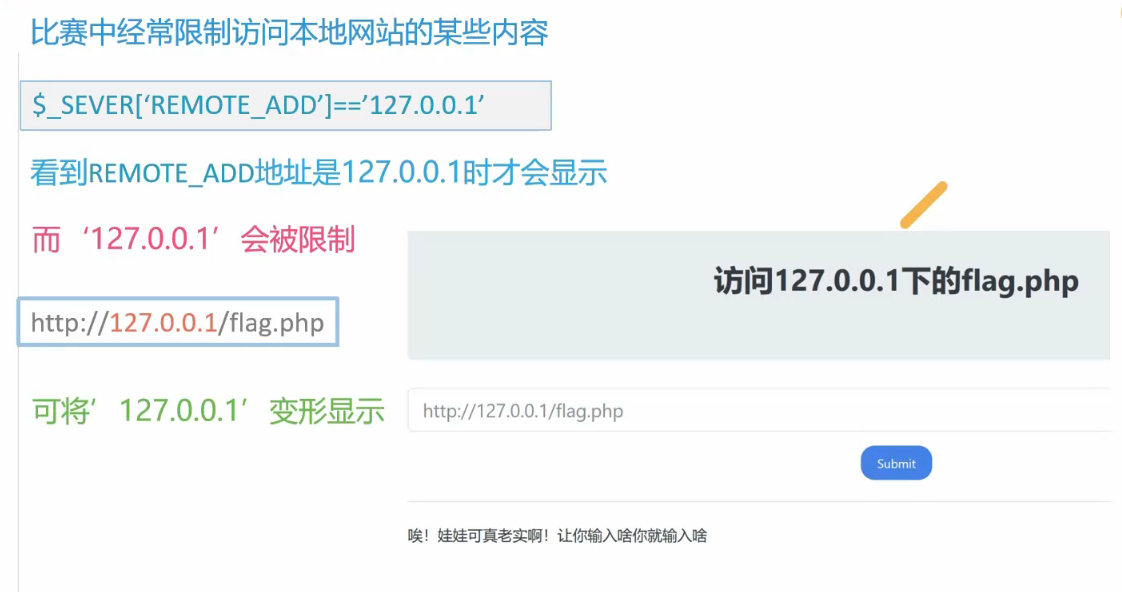 比赛中经常限制访问本地网站的某些内容
$_SEVER[‘REMOTE_ADD’]==’127.0.0.1’
看到REMOTE_ADD地址是127.0.0.1时才会显示
而‘127.0.0.1’会被限制
访问127.0.0.1下的flag.php
http://127.0.0.1/flag.php
可将’127.0.0.1’变形显示
http://127.0.0.1/flag.php
Submit
唉！娃娃可真老实啊！让你输入啥你就输入啥